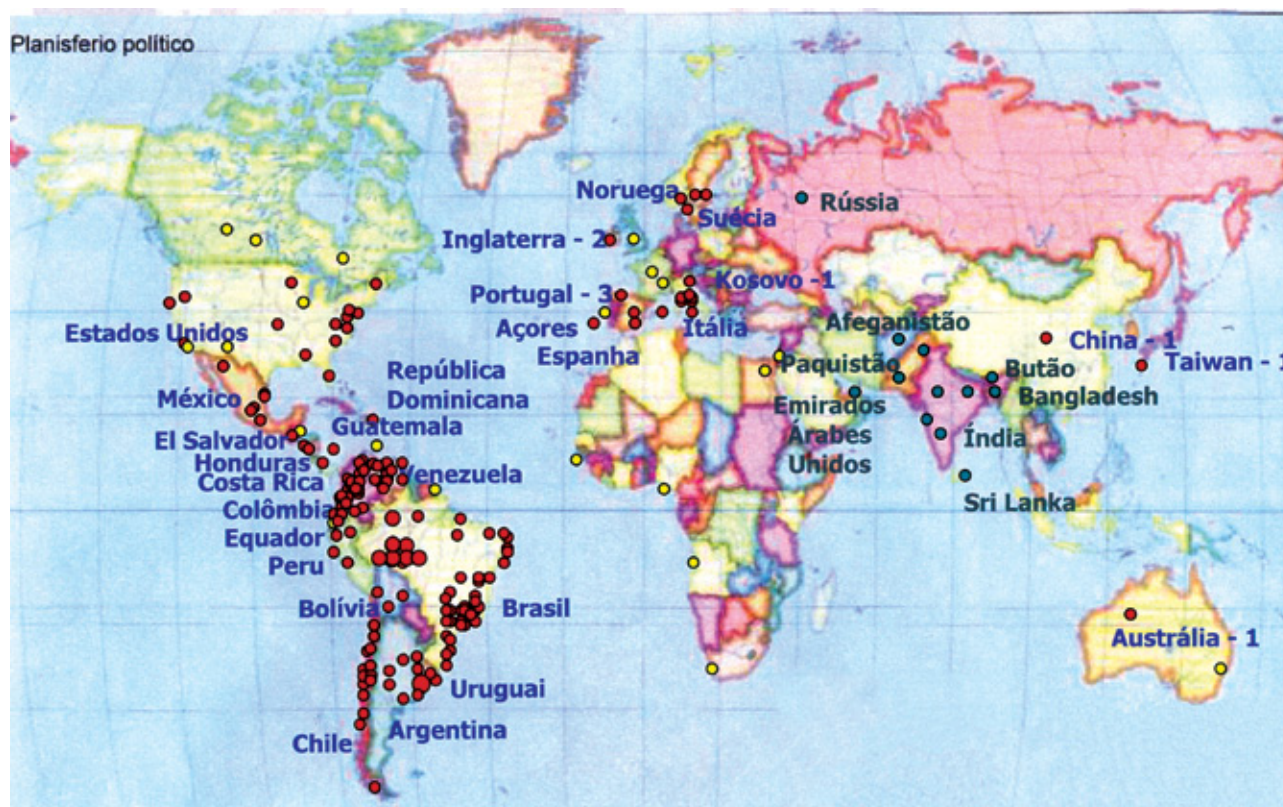 Planisferio político
Noruega
Suécia
Rússia
Inglaterra - 2
Kosovo -1
Portugal - 3
Açores
Itália
Espanha
Afeganistão
China - 1
Taiwan - 1
Estados Unidos
Paquistão
Butão
República
Dominicana
Bangladesh
México
Emirados
Árabes
Uhidos
Guatemala
El Salvador
Índia
Honduras
Venezuela
Costa Rica
Sri Lanka
Colômbia
Equador
Peru
Bolívia
Brasil
Austrália - 1
Uruguai
Argentina
Chile